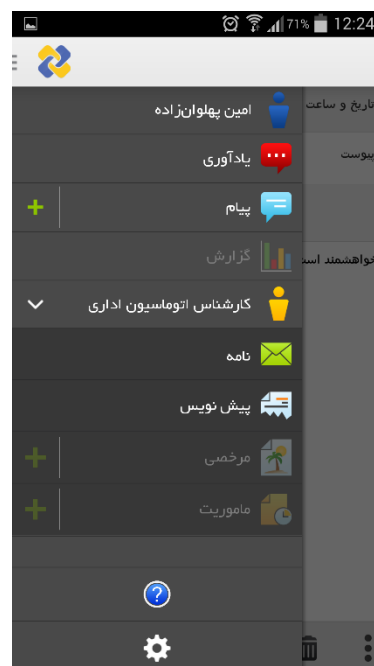 71% 12:24
امین پهلوان‌زاده
تاریخ و ساعت
یادآوری
پیوست
پیام
گزارش
خواهشمند است
کارشناس اتوماسیون اداری
نامه
پیش نویس
مرخصی
ماموریت